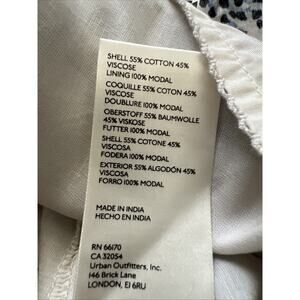 SHELL 55% COTTON 45%
VISCOSE
LINING 100% MODAL
COQUILLE 55% COTON 45%
VISCOSE
DOUBLURE 100% MODAL
OBERSTOFF 55% BAUMWOLLE
45% VISKOSE
FUTTER 100% MODAL
SHELL 55% COTONE 45%
VISCOSA
FODERA 100% MODAL
EXTERIOR 55% ALGODÓN 45%
VISCOSA
FORRO 100% MODAL
MADE IN INDIA
HECHO EN INDIA
RN 66170
CA 32054
Urban Outfitters, Inc.
146 Brick Lane
LONDON, E1 6RU